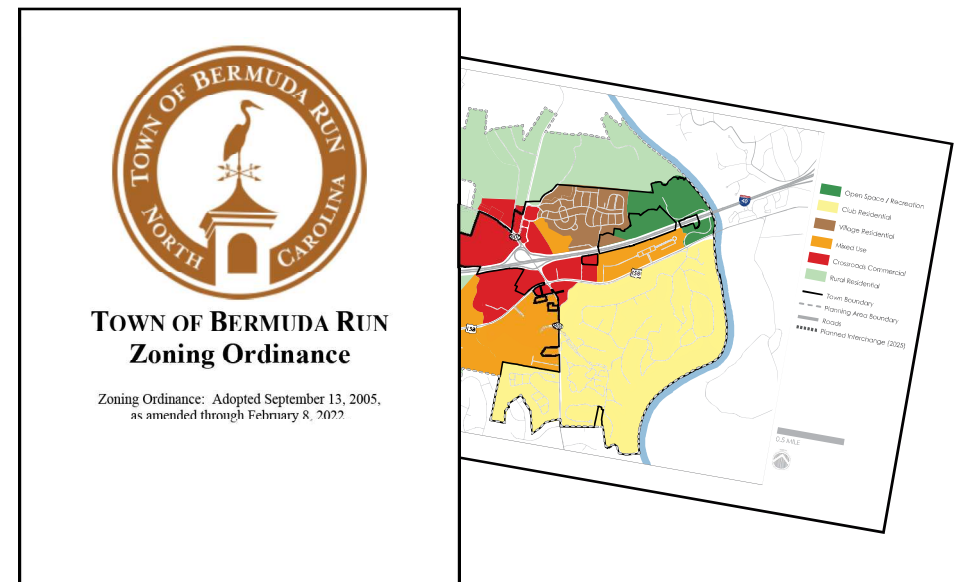 TOWN OF BERMUDA RUN
NORTH CAROLINA
TOWN OF BERMUDA RUN
Zoning Ordinance
Zoning Ordinance: Adopted September 13, 2005,
as amended through February 8, 2022
40
158
158
Open Space / Recreation
Club Residential
Village Residential
Mixed Use
Crossroads Commercial
Rural Residential
Town Boundary
Planning Area Boundary
Roads
Planned Interchange (2025)
0.5 MILE